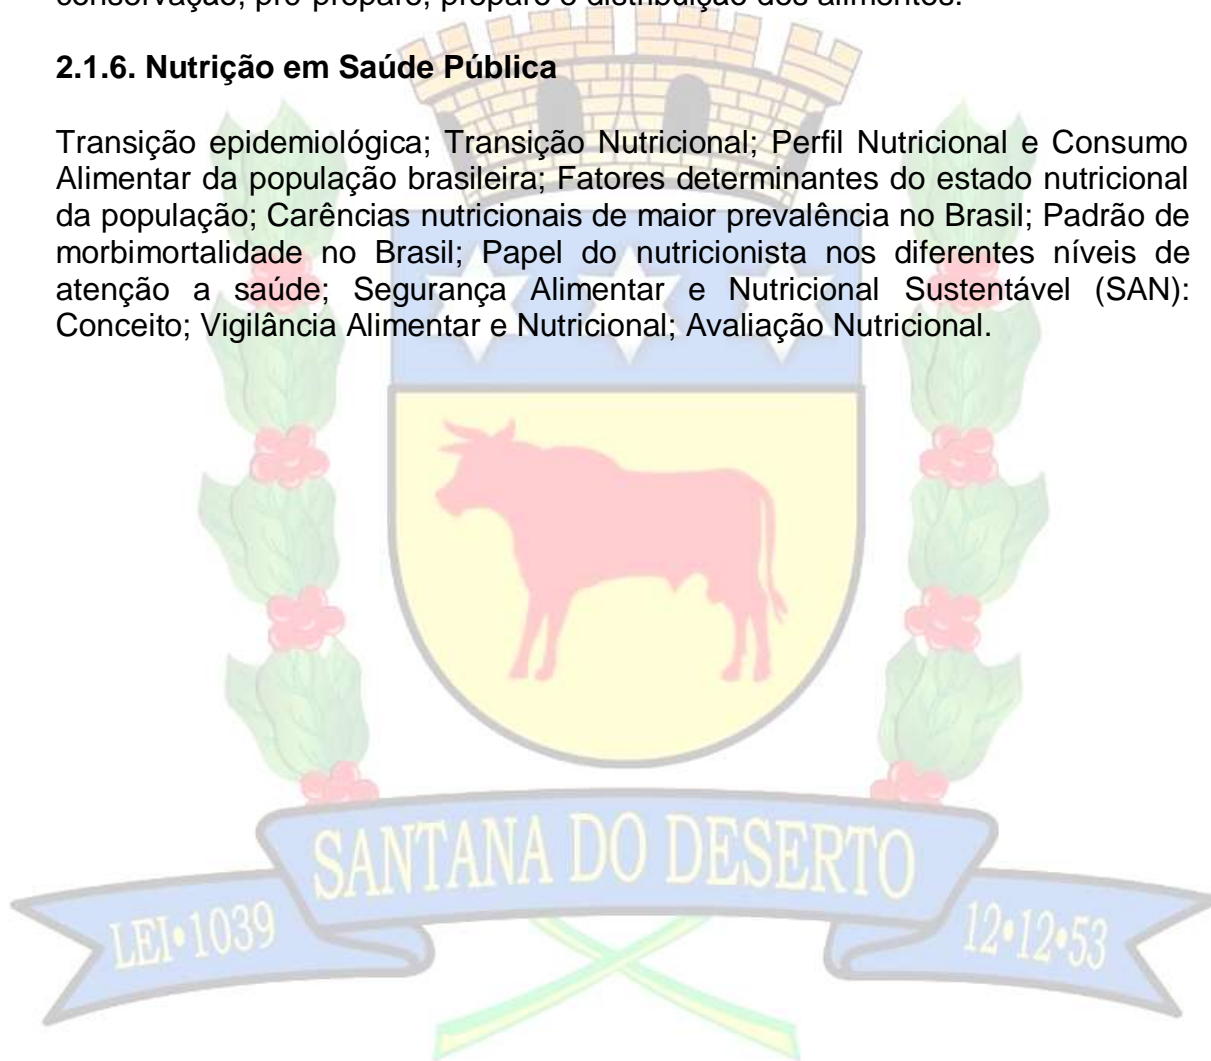 conservação, pré-preparo, preparo e distribuição dos alimentos.
2.1.6. Nutrição em Saúde Pública
Transição epidemiológica; Transição Nutricional; Perfil Nutricional e Consumo
Alimentar da população brasileira; Fatores determinantes do estado nutricional
da população; Carências nutricionais de maior prevalência no Brasil; Padrão de
morbimortalidade no Brasil; Papel do nutricionista nos diferentes níveis de
atenção a saúde; Segurança Alimentar e Nutricional Sustentável (SAN):
Conceito; Vigilância Alimentar e Nutricional; Avaliação Nutricional.
SANTANA DO DESERTO
LEI•1039
12•12•53